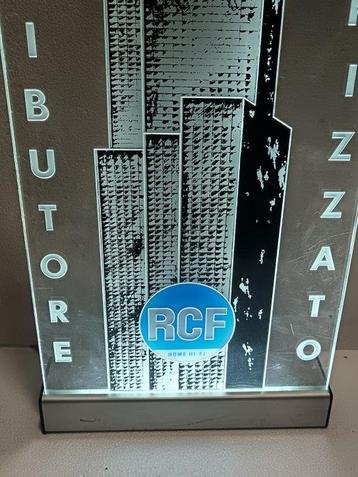 IBUTORE
RCF
HOME HI-FI
IZZATO